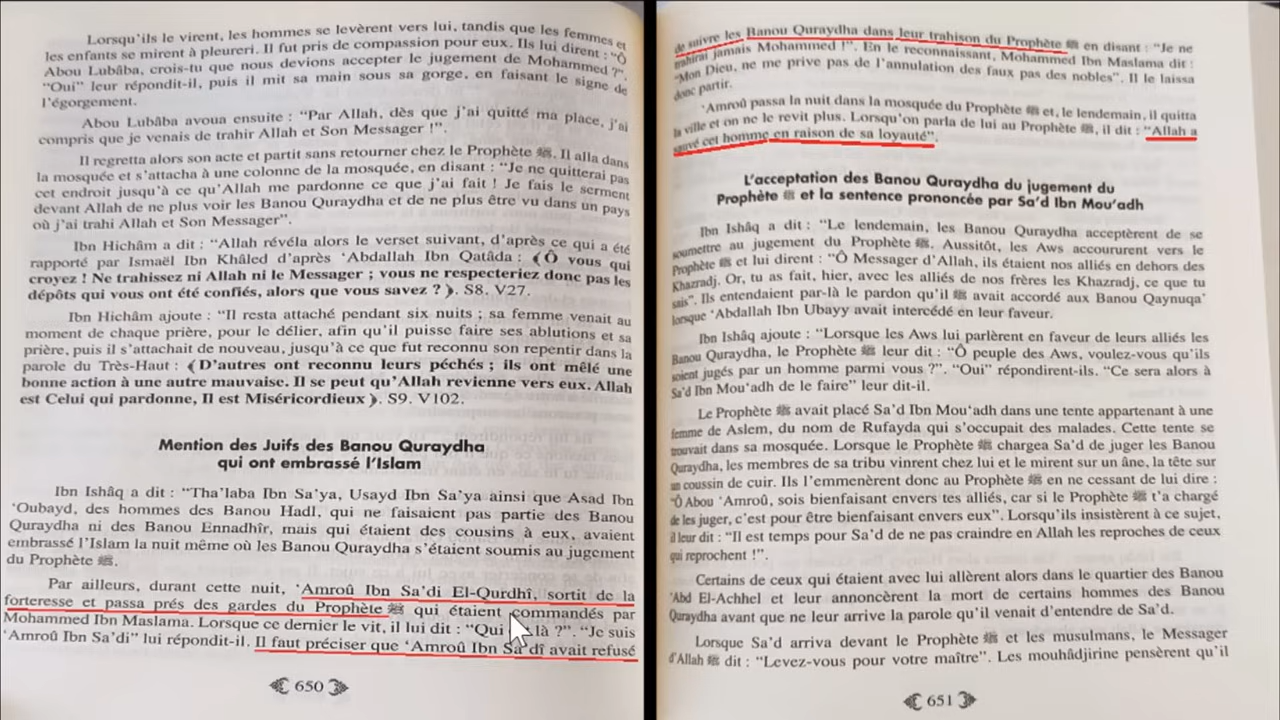 Lorsqu'ils le virent, les hommes se levèrent vers lui, tandis que les femmes et
les enfants se mirent à pleureri. Il fut pris de compassion pour eux. Ils lui dirent : "Ô
Abou Lubâba, crois-tu que nous devions accepter le jugement de Mohammed ?".
"Oui" leur répondit-il, puis il mit sa main sous sa gorge, en faisant le signe de
l'égorgement.
Abou Lubâba avoua ensuite : "Par Allah, dès que j'ai quitté ma place, j'ai
compris que je venais de trahir Allah et Son Messager !".
Il regretta alors son acte et partit sans retourner chez le Prophète ﷺ. Il alla dans
la mosquée et s'attacha à une colonne de la mosquée, en disant : "Je ne quitterai pas
cet endroit jusqu'à ce qu'Allah me pardonne ce que j'ai fait ! Je fais le serment
devant Allah de ne plus voir les Banou Quraydha et de ne plus être vu dans un pays
où j'ai trahi Allah et Son Messager".
Ibn Hichâm a dit : "Allah révéla alors le verset suivant, d'après ce qui a été
rapporté par Ismaël Ibn Khâled d'après 'Abdallah Ibn Qatâda : ﴾ Ô vous qui
croyez ! Ne trahissez ni Allah ni le Messager ; vous ne respecteriez donc pas les
dépôts qui vous ont été confiés, alors que vous savez ? ﴿. S8. V27.
Ibn Hichâm ajoute : "Il resta attaché pendant six nuits ; sa femme venait au
moment de chaque prière, pour le délier, afin qu'il puisse faire ses ablutions et sa
prière, puis il s'attachait de nouveau, jusqu'à ce que fut reconnu son repentir dans la
parole du Très-Haut : ﴾ D'autres ont reconnu leurs péchés ; ils ont mêlé une
bonne action à une autre mauvaise. Il se peut qu'Allah revienne vers eux. Allah
est Celui qui pardonne, Il est Miséricordieux ﴿. S9. V102.
Mention des Juifs des Banou Quraydha
qui ont embrassé l'Islam
Ibn Ishâq a dit : "Tha'laba Ibn Sa'ya, Usayd Ibn Sa'ya ainsi que Asad Ibn
'Oubayd, des hommes des Banou Hadl, qui ne faisaient pas partie des Banou
Quraydha ni des Banou Ennadhîr, mais qui étaient des cousins à eux, avaient
embrassé l'Islam la nuit même où les Banou Quraydha s'étaient soumis au jugement
du Prophète ﷺ.
Par ailleurs, durant cette nuit, 'Amroû Ibn Sa'di El-Qurdhî, sortit de la
forteresse et passa prés des gardes du Prophète ﷺ qui étaient commandés par
Mohammed Ibn Maslama. Lorsque ce dernier le vit, il lui dit : "Qui là ?". "Je suis
'Amroû Ibn Sa'di" lui répondit-il. Il faut préciser que 'Amroû Ibn Sa'dî avait refusé
650
de suivre les Banou Quraydha dans leur trahison du Prophète ﷺ en disant : "Je ne
trahirai jamais Mohammed !". En le reconnaissant, Mohammed Ibn Maslama dit :
"Mon Dieu, ne me prive pas de l'annulation des faux pas des nobles". Il le laissa
donc partir.
'Amroû passa la nuit dans la mosquée du Prophète ﷺ et, le lendemain, il quitta
la ville et on ne le revit plus. Lorsqu'on parla de lui au Prophète ﷺ, il dit : "Allah a
sauvé cet homme en raison de sa loyauté".
L'acceptation des Banou Quraydha du jugement du
Prophète ﷺ et la sentence prononcée par Sa'd Ibn Mou'adh
Ibn Ishâq a dit : "Le lendemain, les Banou Quraydha acceptèrent de se
soumettre au jugement du Prophète ﷺ. Aussitôt, les Aws accoururent vers le
Prophète ﷺ et lui dirent : "Ô Messager d'Allah, ils étaient nos alliés en dehors des
Khazradj. Or, tu as fait, hier, avec les alliés de nos frères les Khazradj, ce que tu
sais". Ils entendaient par-là le pardon qu'il ﷺ avait accordé aux Banou Qaynuqa'
lorsque 'Abdallah Ibn Ubayy avait intercédé en leur faveur.
Ibn Ishâq ajoute : "Lorsque les Aws lui parlèrent en faveur de leurs alliés les
Banou Quraydha, le Prophète ﷺ leur dit : "Ô peuple des Aws, voulez-vous qu'ils
soient jugés par un homme parmi vous ?". "Oui" répondirent-ils. "Ce sera alors à
Sa'd Ibn Mou'adh de le faire" leur dit-il.
Le Prophète ﷺ avait placé Sa'd Ibn Mou'adh dans une tente appartenant à une
femme de Aslem, du nom de Rufayda qui s'occupait des malades. Cette tente se
trouvait dans sa mosquée. Lorsque le Prophète ﷺ chargea Sa'd de juger les Banou
Quraydha, les membres de sa tribu vinrent chez lui et le mirent sur un âne, la tête sur
un coussin de cuir. Ils l'emmenèrent donc au Prophète ﷺ en ne cessant de lui dire :
"Ô Abou 'Amroû, sois bienfaisant envers tes alliés, car si le Prophète ﷺ t'a chargé
de les juger, c'est pour être bienfaisant envers eux". Lorsqu'ils insistèrent à ce sujet,
il leur dit : "Il est temps pour Sa'd de ne pas craindre en Allah les reproches de ceux
qui reprochent !".
Certains de ceux qui étaient avec lui allèrent alors dans le quartier des Banou
'Abd El-Achhel et leur annoncèrent la mort de certains hommes des Banou
Quraydha avant que ne leur arrive la parole qu'il venait d'entendre de Sa'd.
Lorsque Sa'd arriva devant le Prophète ﷺ et les musulmans, le Messager
d'Allah ﷺ dit : "Levez-vous pour votre maître". Les mouhâdjirine pensèrent qu'il
651